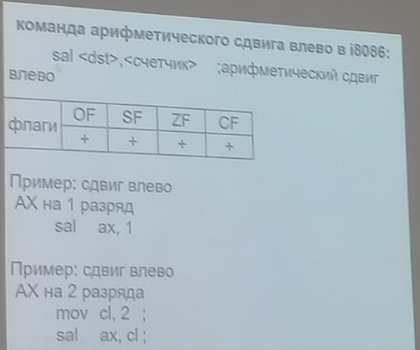 команда арифметического сдвига влево в i8086:
sal <dst>,<счетчик> ;арифметический сдвиг
влево
флаги OF SF ZF CF
+ + + +
Пример: сдвиг влево
AX на 1 разряд
sal ax, 1
Пример: сдвиг влево
AX на 2 разряда
mov cl, 2 ;
sal ax, cl ;